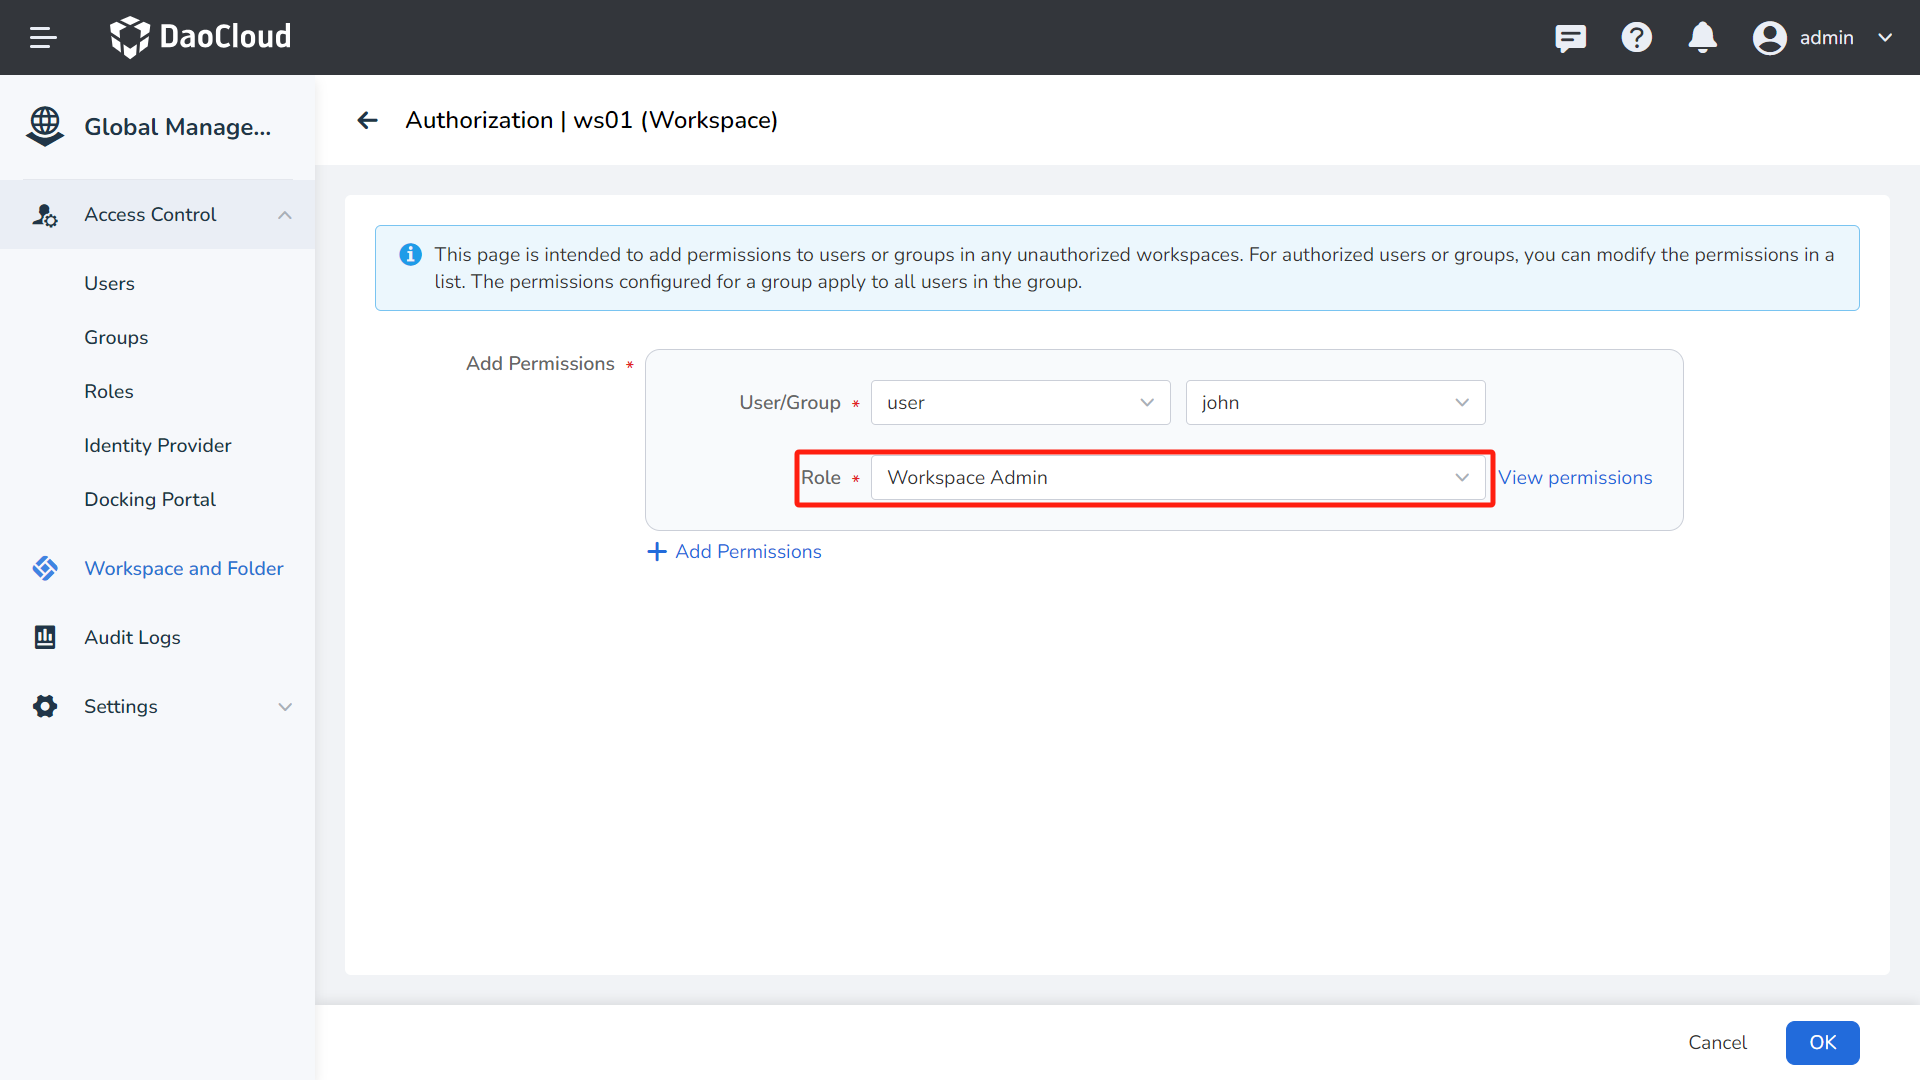 DaoCloud
admin
Global Manage...
Access Control
Users
Groups
Roles
Identity Provider
Docking Portal
Workspace and Folder
Audit Logs
Settings
Authorization | ws01 (Workspace)
This page is intended to add permissions to users or groups in any unauthorized workspaces. For authorized users or groups, you can modify the permissions in a
list. The permissions configured for a group apply to all users in the group.
Add Permissions *
User/Group * user john
Role * Workspace Admin View permissions
Add Permissions
Cancel OK